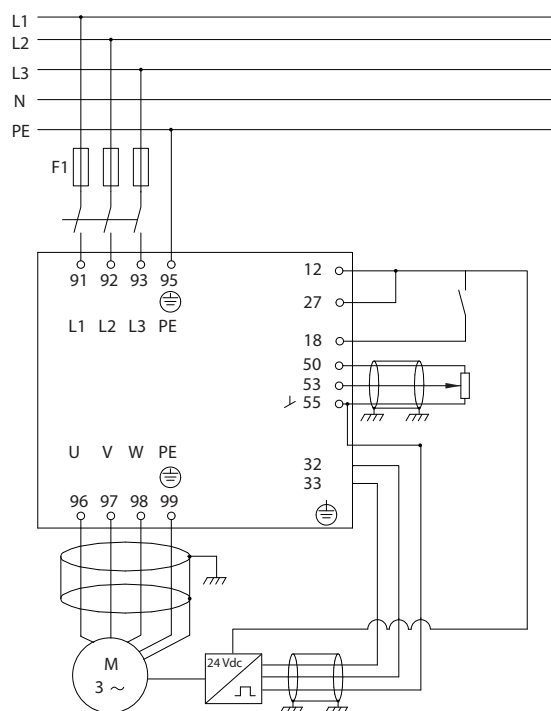 L1
L2
L3
N
PE
F1
91 92 93 95
L1 L2 L3 PE
12
27
18
50
53
55
32
33
U V W PE
96 97 98 99
M
3 ~
24 Vdc